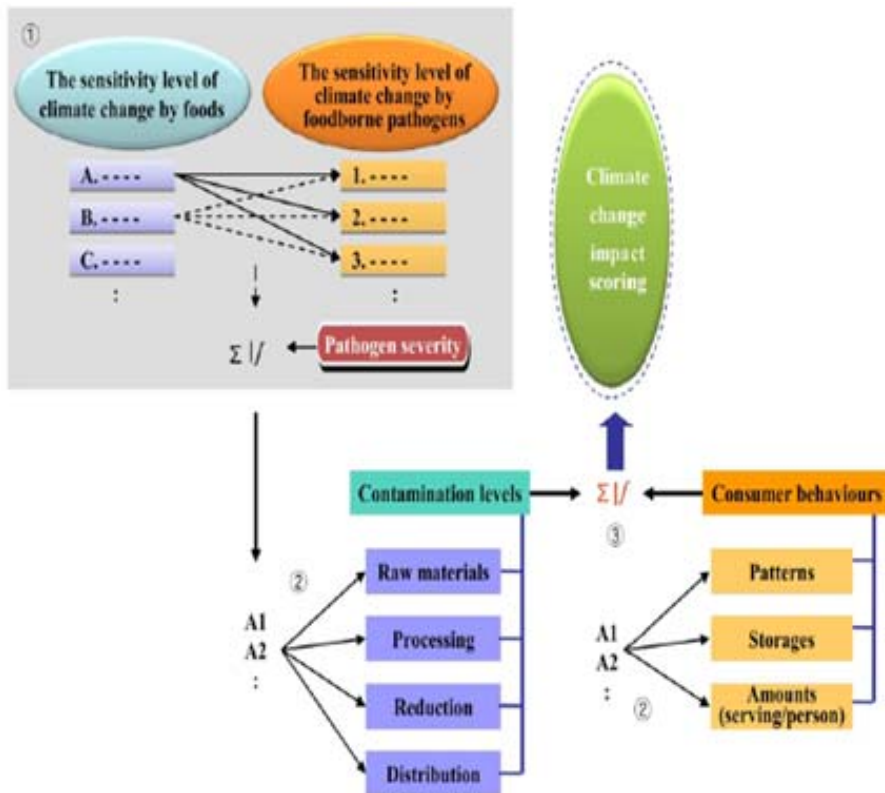 ①
The sensitivity level of
climate change by foods
The sensitivity level of
climate change by
foodborne pathogens
A. - - - -
B. - - - -
C. - - - -
:
1. - - - -
2. - - - -
3. - - - -
:
Σ∣f
Pathogen severity
Climate
change
impact
scoring
Contamination levels
Σ∣f
Consumer behaviours
③
②
A1
A2
:
Raw materials
Processing
Reduction
Distribution
A1
A2
:
②
Patterns
Storages
Amounts
(serving/person)